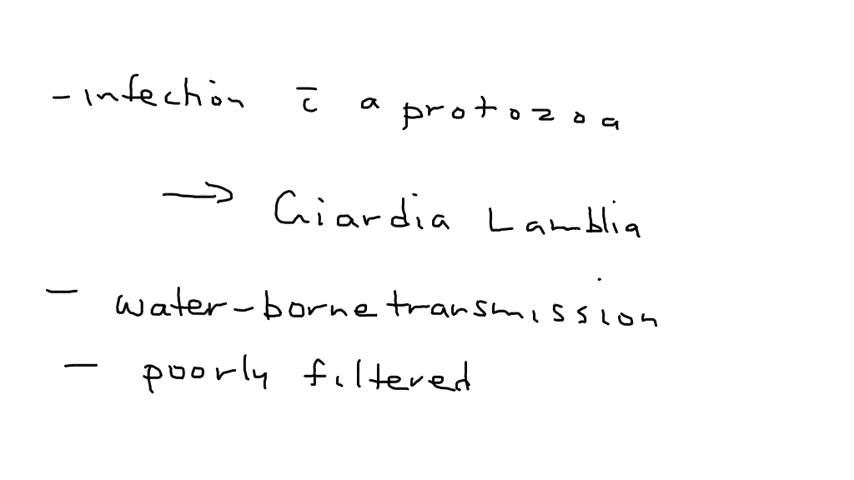 - infection c̄ a protozoa
→ Giardia Lamblia
- water-borne transmission
- poorly filtered